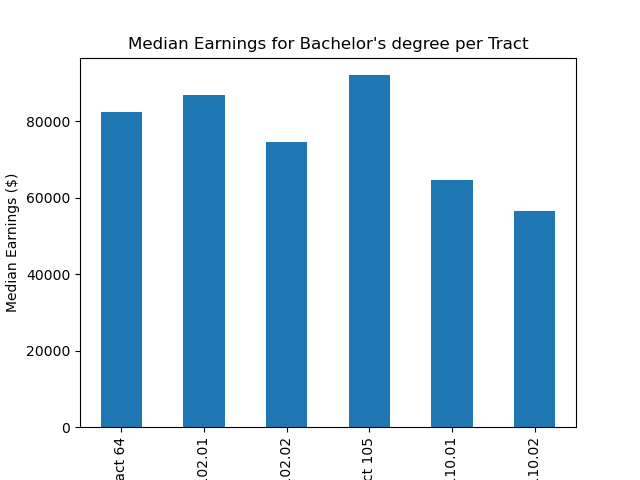 Median Earnings for Bachelor's degree per Tract
Median Earnings ($)
80000
60000
40000
20000
0
act 64
.02.01
.02.02
ct 105
.10.01
.10.02